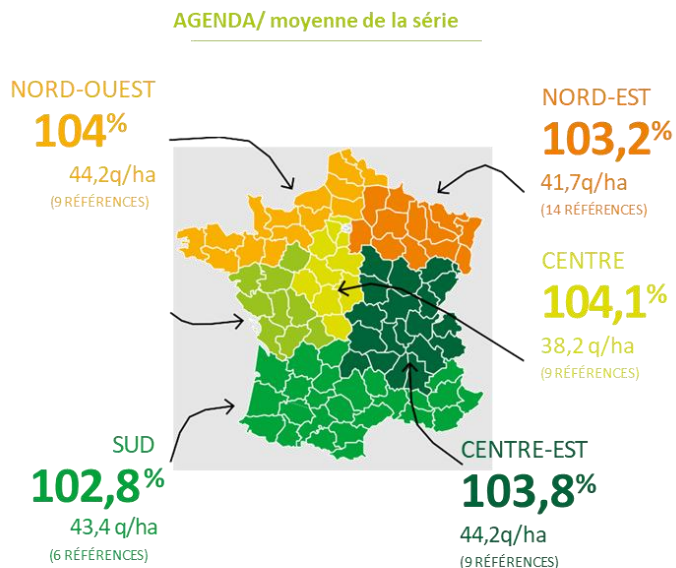 AGENDA/ moyenne de la série
NORD-OUEST
104%
44,2q/ha
(9 RÉFÉRENCES)
NORD-EST
103,2%
41,7q/ha
(14 RÉFÉRENCES)
CENTRE
104,1%
38,2 q/ha
(9 RÉFÉRENCES)
SUD
102,8%
43,4 q/ha
(6 RÉFÉRENCES)
CENTRE-EST
103,8%
44,2q/ha
(9 RÉFÉRENCES)